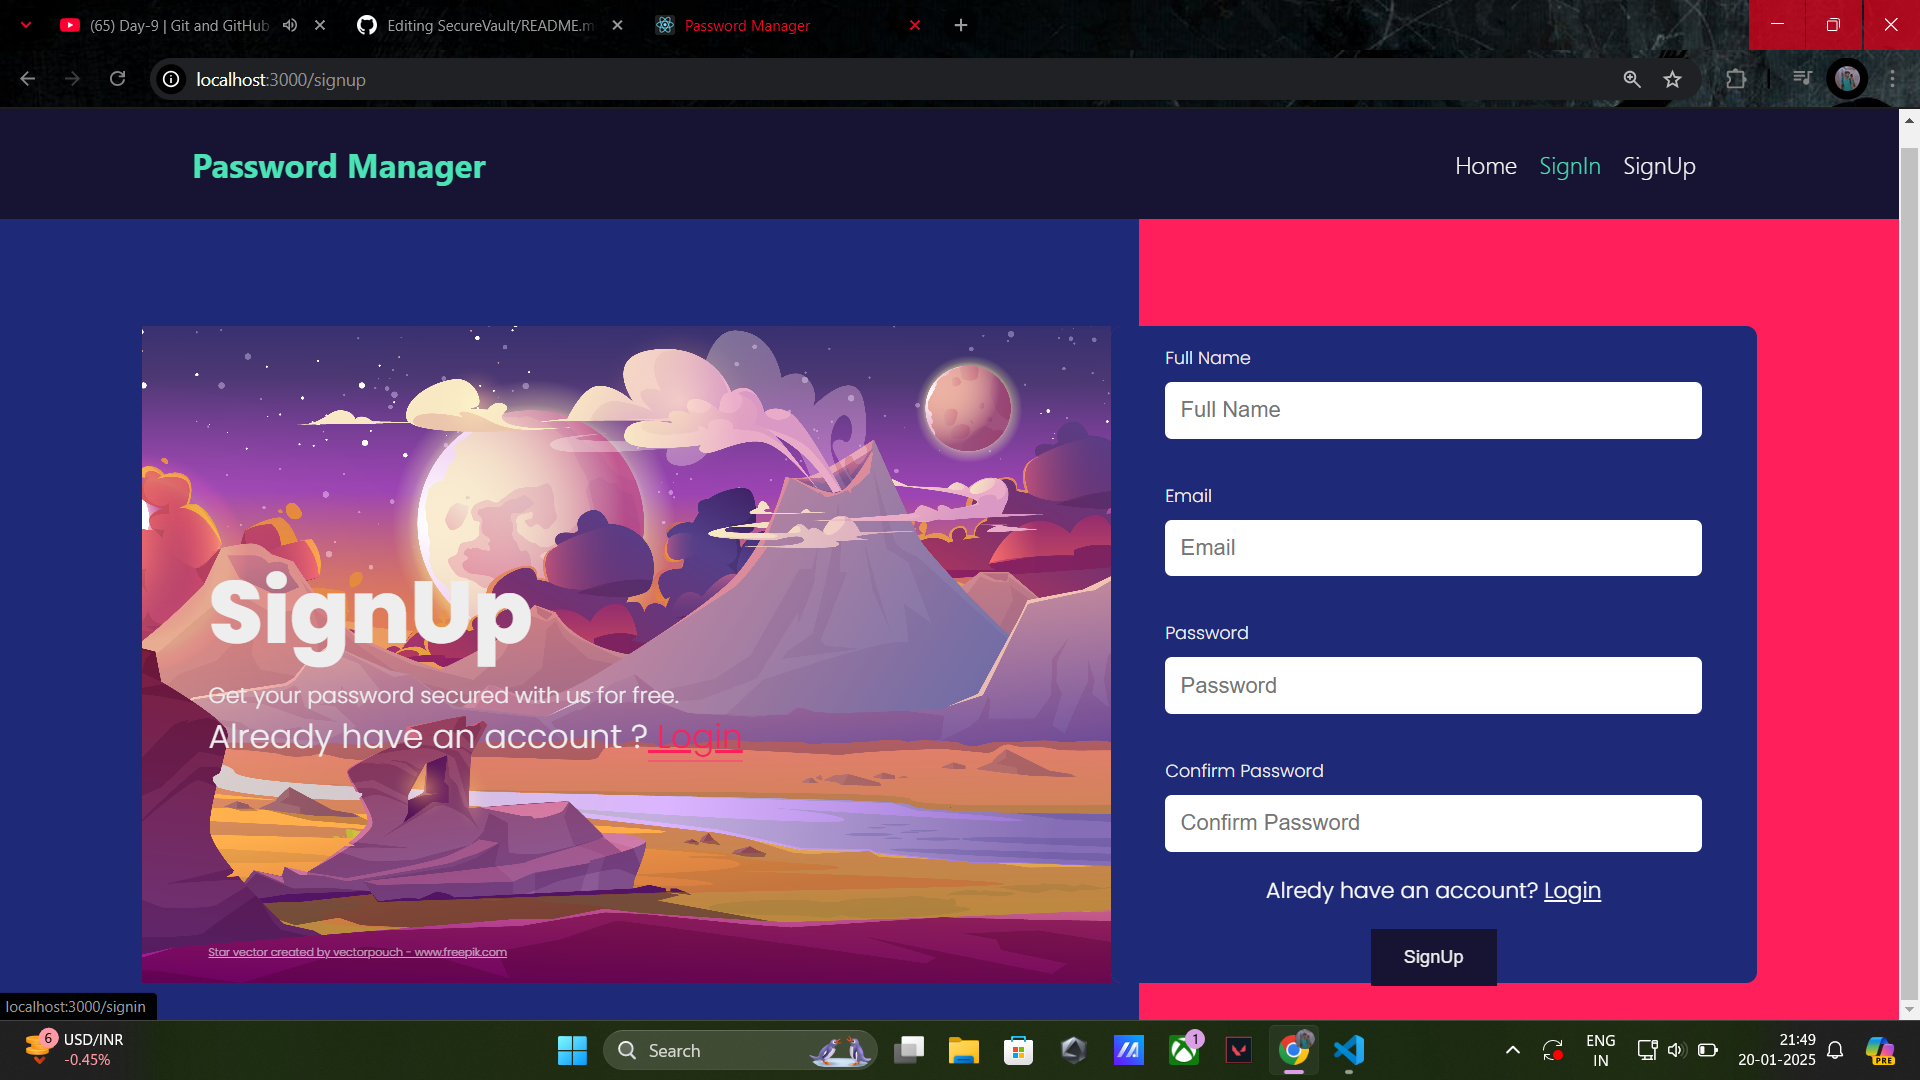 (65) Day-9 | Git and GitHub
Editing SecureVault/README.m
Password Manager
localhost:3000/signup
Password Manager
Home SignIn SignUp
Full Name
Full Name
Email
Email
Password
Password
Confirm Password
Confirm Password
Alredy have an account? Login
SignUp
SignUp
Get your password secured with us for free.
Already have an account ? Login
Star vector created by vectorpouch - www.freepik.com
localhost:3000/signin
6
USD/INR
-0.45%
Search
1
ENG
IN
21:49
20-01-2025
PRE